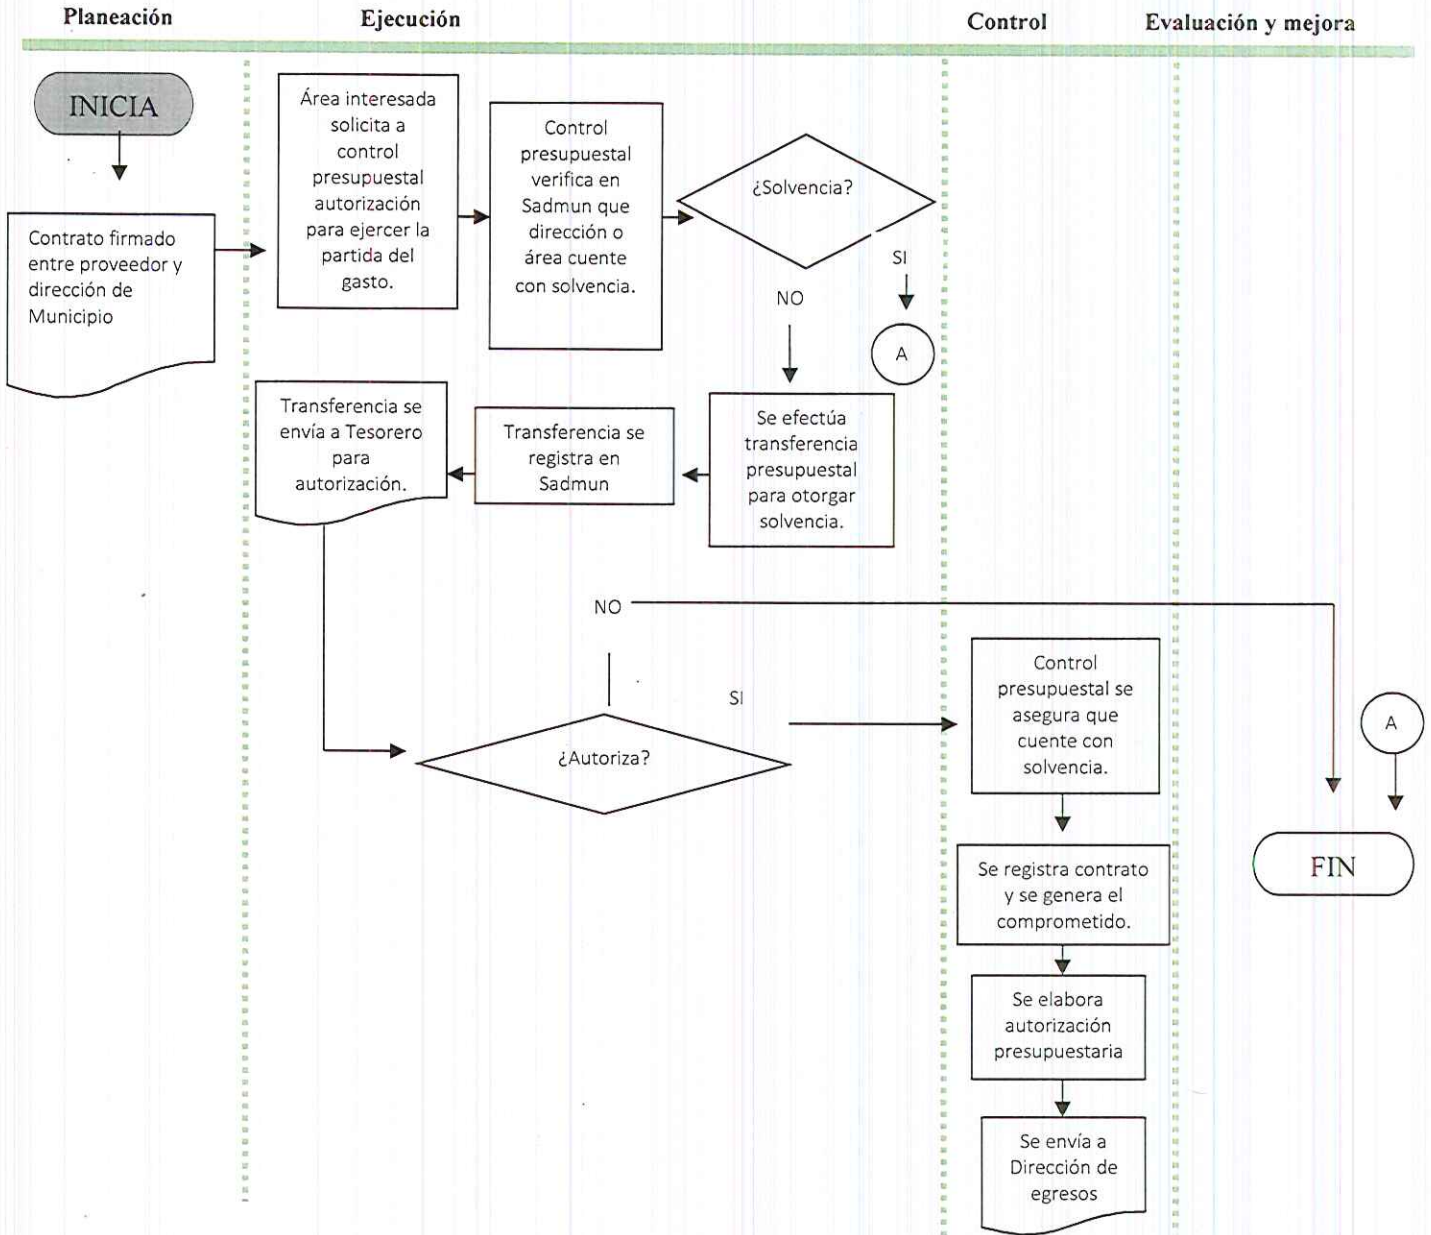 Planeación
Ejecución
Control
Evaluación y mejora
INICIA
Contrato firmado
entre proveedor y
dirección de
Municipio
Área interesada
solicita a
control
presupuestal
autorización
para ejercer la
partida del
gasto.
Control
presupuestal
verifica en
Sadmun que
dirección o
área cuente
con solvencia.
¿Solvencia?
SI
NO
A
Se efectúa
transferencia
presupuestal
para otorgar
solvencia.
Transferencia se
registra en
Sadmun
Transferencia se
envía a Tesorero
para
autorización.
NO
SI
¿Autoriza?
Control
presupuestal se
asegura que
cuente con
solvencia.
A
Se registra contrato
y se genera el
comprometido.
FIN
Se elabora
autorización
presupuestaria
Se envía a
Dirección de
egresos